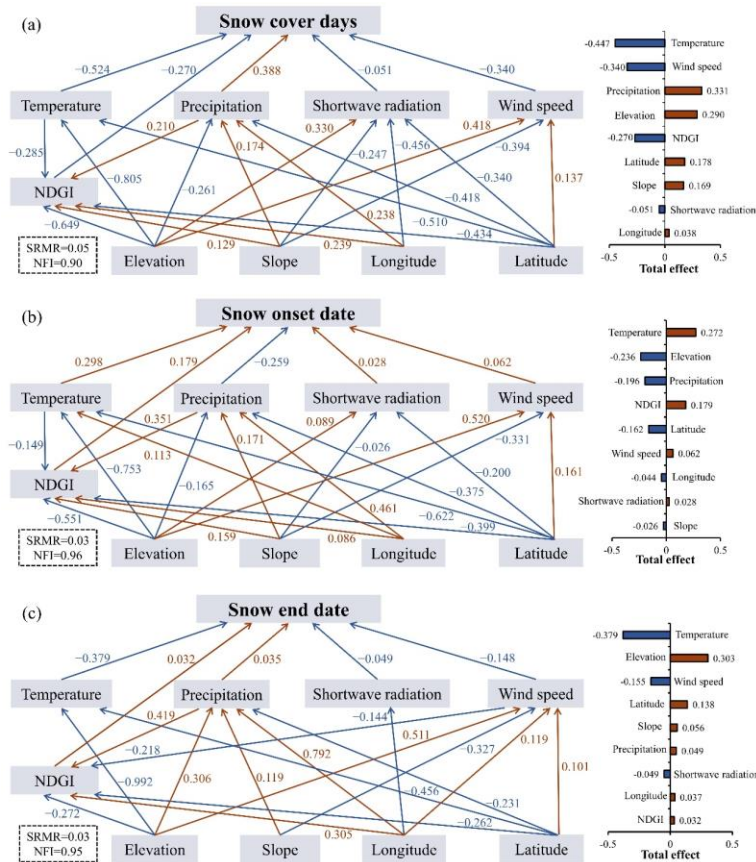 (a)
Snow cover days
−0.524
−0.270
0.388
−0.051
−0.340
Temperature
Precipitation
Shortwave radiation
Wind speed
−0.285
0.210
0.330
0.418
0.174
−0.247
−0.456
−0.394
−0.805
−0.261
−0.418
−0.340
0.137
NDGI
−0.649
0.238
−0.510
0.129
0.239
−0.434
SRMR=0.05
NFI=0.90
Elevation
Slope
Longitude
Latitude
-0.447
Temperature
-0.340
Wind speed
Precipitation
0.331
Elevation
0.290
-0.270
NDGI
Latitude
0.178
Slope
0.169
-0.051
Shortwave radiation
Longitude
0.038
-0.5
0
0.5
Total effect
(b)
Snow onset date
0.298
0.179
−0.259
0.028
0.062
Temperature
Precipitation
Shortwave radiation
Wind speed
−0.149
0.351
0.089
0.520
0.113
0.171
−0.026
−0.331
−0.753
−0.165
−0.200
0.161
−0.375
NDGI
−0.551
0.461
−0.622
0.159
0.086
−0.399
SRMR=0.03
NFI=0.96
Elevation
Slope
Longitude
Latitude
Temperature
0.272
-0.236
Elevation
-0.196
Precipitation
NDGI
0.179
-0.162
Latitude
Wind speed
0.062
-0.044
Longitude
Shortwave radiation
0.028
-0.026
Slope
-0.5
0
0.5
Total effect
(c)
Snow end date
−0.379
0.032
0.035
−0.049
−0.148
Temperature
Precipitation
Shortwave radiation
Wind speed
0.419
−0.144
0.511
−0.218
0.792
−0.327
0.119
−0.992
0.306
0.119
−0.456
0.101
−0.231
NDGI
−0.272
0.305
−0.262
SRMR=0.03
NFI=0.95
Elevation
Slope
Longitude
Latitude
-0.379
Temperature
Elevation
0.303
-0.155
Wind speed
Latitude
0.138
Slope
0.056
Precipitation
0.049
-0.049
Shortwave radiation
Longitude
0.037
NDGI
0.032
-0.5
0
0.5
Total effect